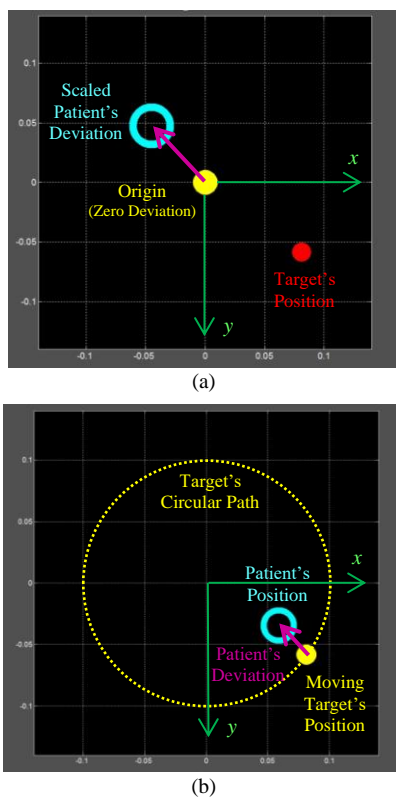 0.1
Scaled
Patient's
Deviation
0.05
x
0
Origin
(Zero Deviation)
-0.05
Target's
Position
-0.1
y
-0.1 -0.05 0 0.05 0.1
(a)
0.1
Target's
Circular Path
0.05
x
Patient's
Position
0
-0.05
Patient's
Deviation
Moving
Target's
Position
-0.1
y
-0.1 -0.05 0 0.05 0.1
(b)